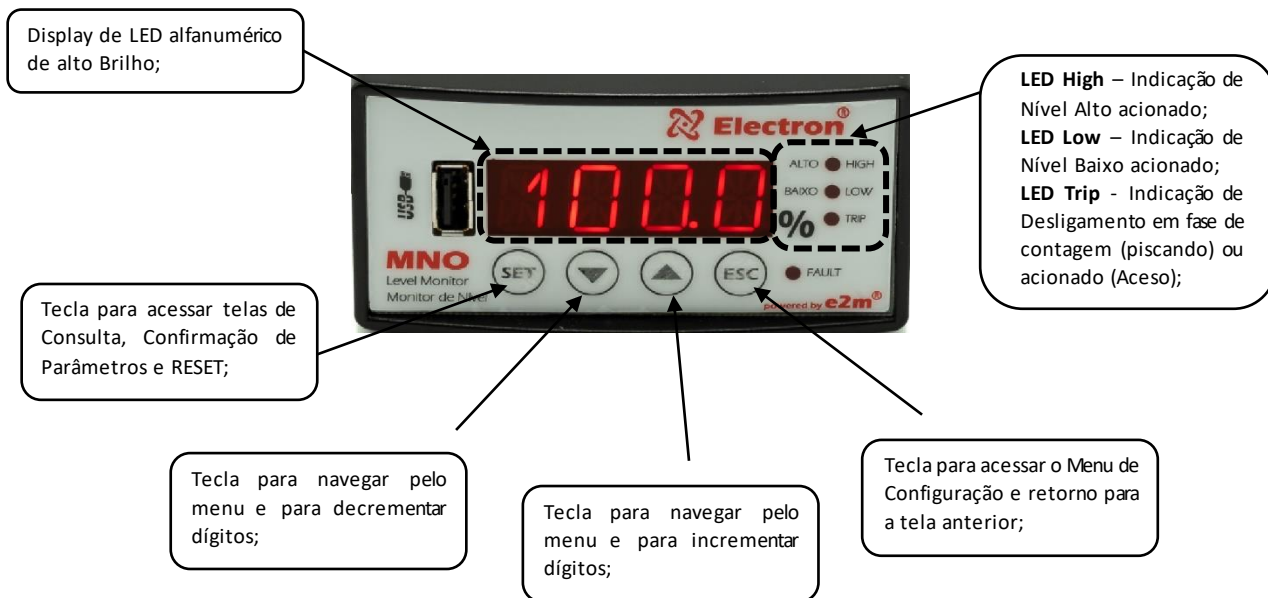 Display de LED alfanumérico
de alto Brilho;
LED High – Indicação de
Nível Alto acionado;
LED Low – Indicação de
Nível Baixo acionado;
LED Trip - Indicação de
Desligamento em fase de
contagem (piscando) ou
acionado (Aceso);
Electron®
ALTO HIGH
BAIXO LOW
TRIP
USB
100.0
%
MNO
Level Monitor
Monitor de Nível
SET
ESC
FAULT
powered by e2m®
Tecla para acessar telas de
Consulta, Confirmação de
Parâmetros e RESET;
Tecla para navegar pelo
menu e para decrementar
dígitos;
Tecla para navegar pelo
menu e para incrementar
dígitos;
Tecla para acessar o Menu de
Configuração e retorno para
a tela anterior;